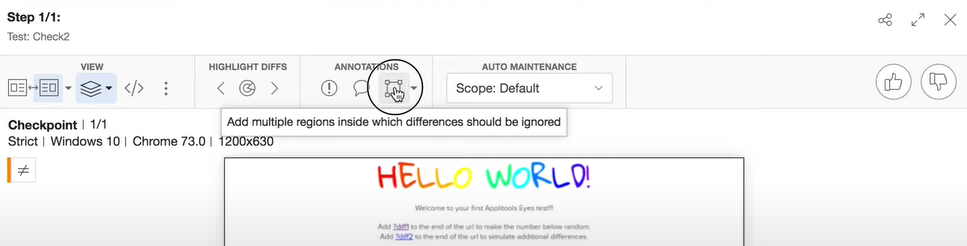 Step 1/1:
Test: Check2
VIEW
HIGHLIGHT DIFFS
ANNOTATIONS
AUTO MAINTENANCE
Scope: Default
Add multiple regions inside which differences should be ignored
Checkpoint | 1/1
Strict | Windows 10 | Chrome 73.0 | 1200x630
≠
HELLO WORLD!
Welcome to your first Applitools Eyes test!!!
Add ?diff1 to the end of the url to make the number below random.
Add ?diff2 to the end of the url to simulate additional differences.